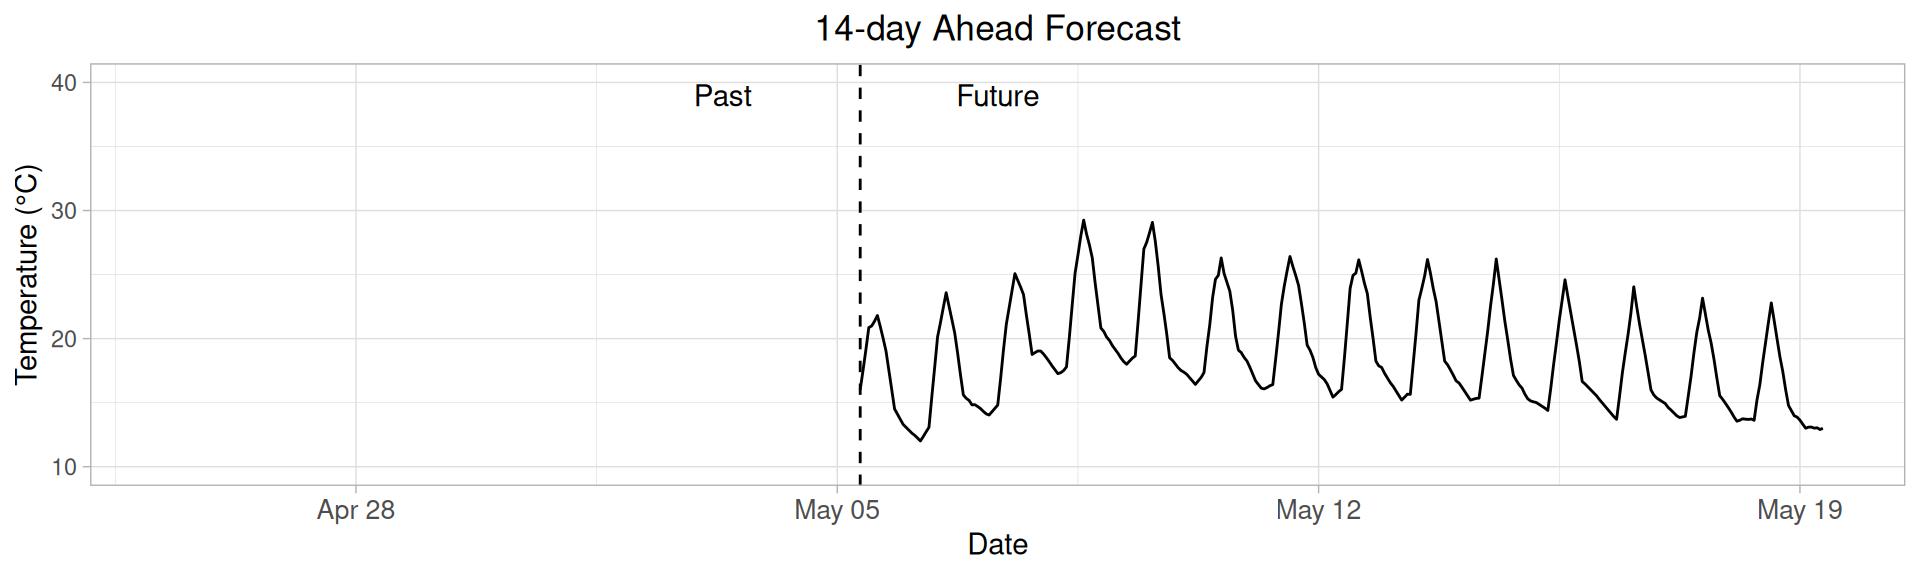 14-day Ahead Forecast
Past
Future
Temperature (°C)
40
30
20
10
Apr 28
May 05
May 12
May 19
Date